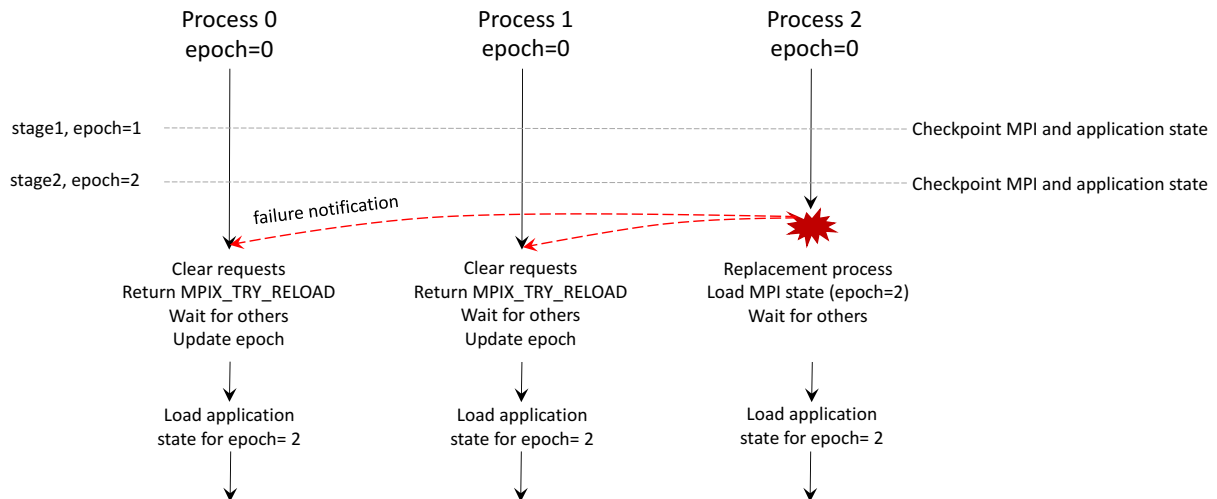 Process 0
epoch=0
Process 1
epoch=0
Process 2
epoch=0
stage1, epoch=1
Checkpoint MPI and application state
stage2, epoch=2
Checkpoint MPI and application state
failure notification
Clear requests
Return MPIX_TRY_RELOAD
Wait for others
Update epoch
Clear requests
Return MPIX_TRY_RELOAD
Wait for others
Update epoch
Replacement process
Load MPI state (epoch=2)
Wait for others
Load application
state for epoch= 2
Load application
state for epoch= 2
Load application
state for epoch= 2